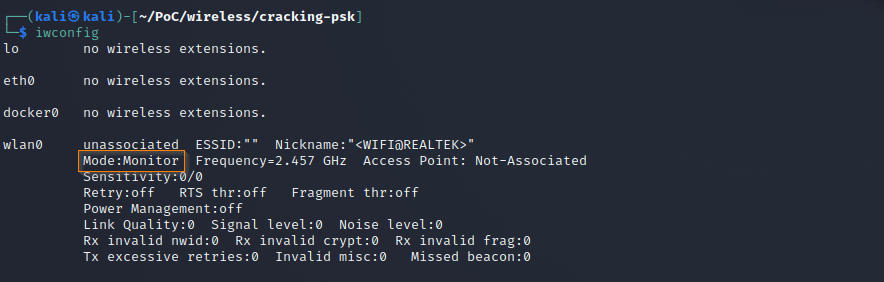 ┌──(kali㉿kali)-[~/PoC/wireless/cracking-psk]
└─$ iwconfig
lo        no wireless extensions.
eth0      no wireless extensions.
docker0   no wireless extensions.
wlan0     unassociated  ESSID:""  Nickname:"<WIFI@REALTEK>"
          Mode:Monitor  Frequency=2.457 GHz  Access Point: Not-Associated
          Sensitivity:0/0
          Retry:off   RTS thr:off   Fragment thr:off
          Power Management:off
          Link Quality:0  Signal level:0  Noise level:0
          Rx invalid nwid:0  Rx invalid crypt:0  Rx invalid frag:0
          Tx excessive retries:0  Invalid misc:0   Missed beacon:0